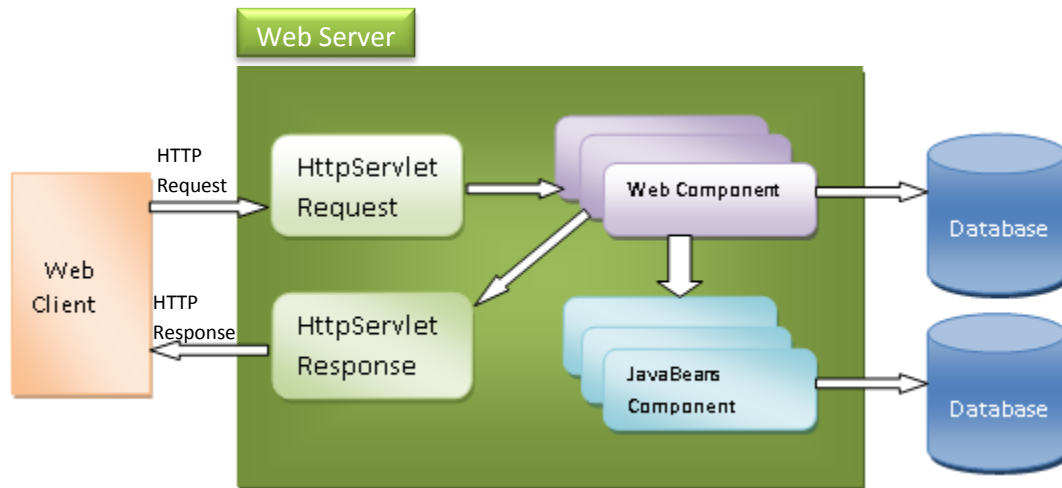 Web Server
HTTP
Request
HttpServlet
Request
Web Component
Database
Web
Client
HTTP
Response
HttpServlet
Response
JavaBeans
Component
Database